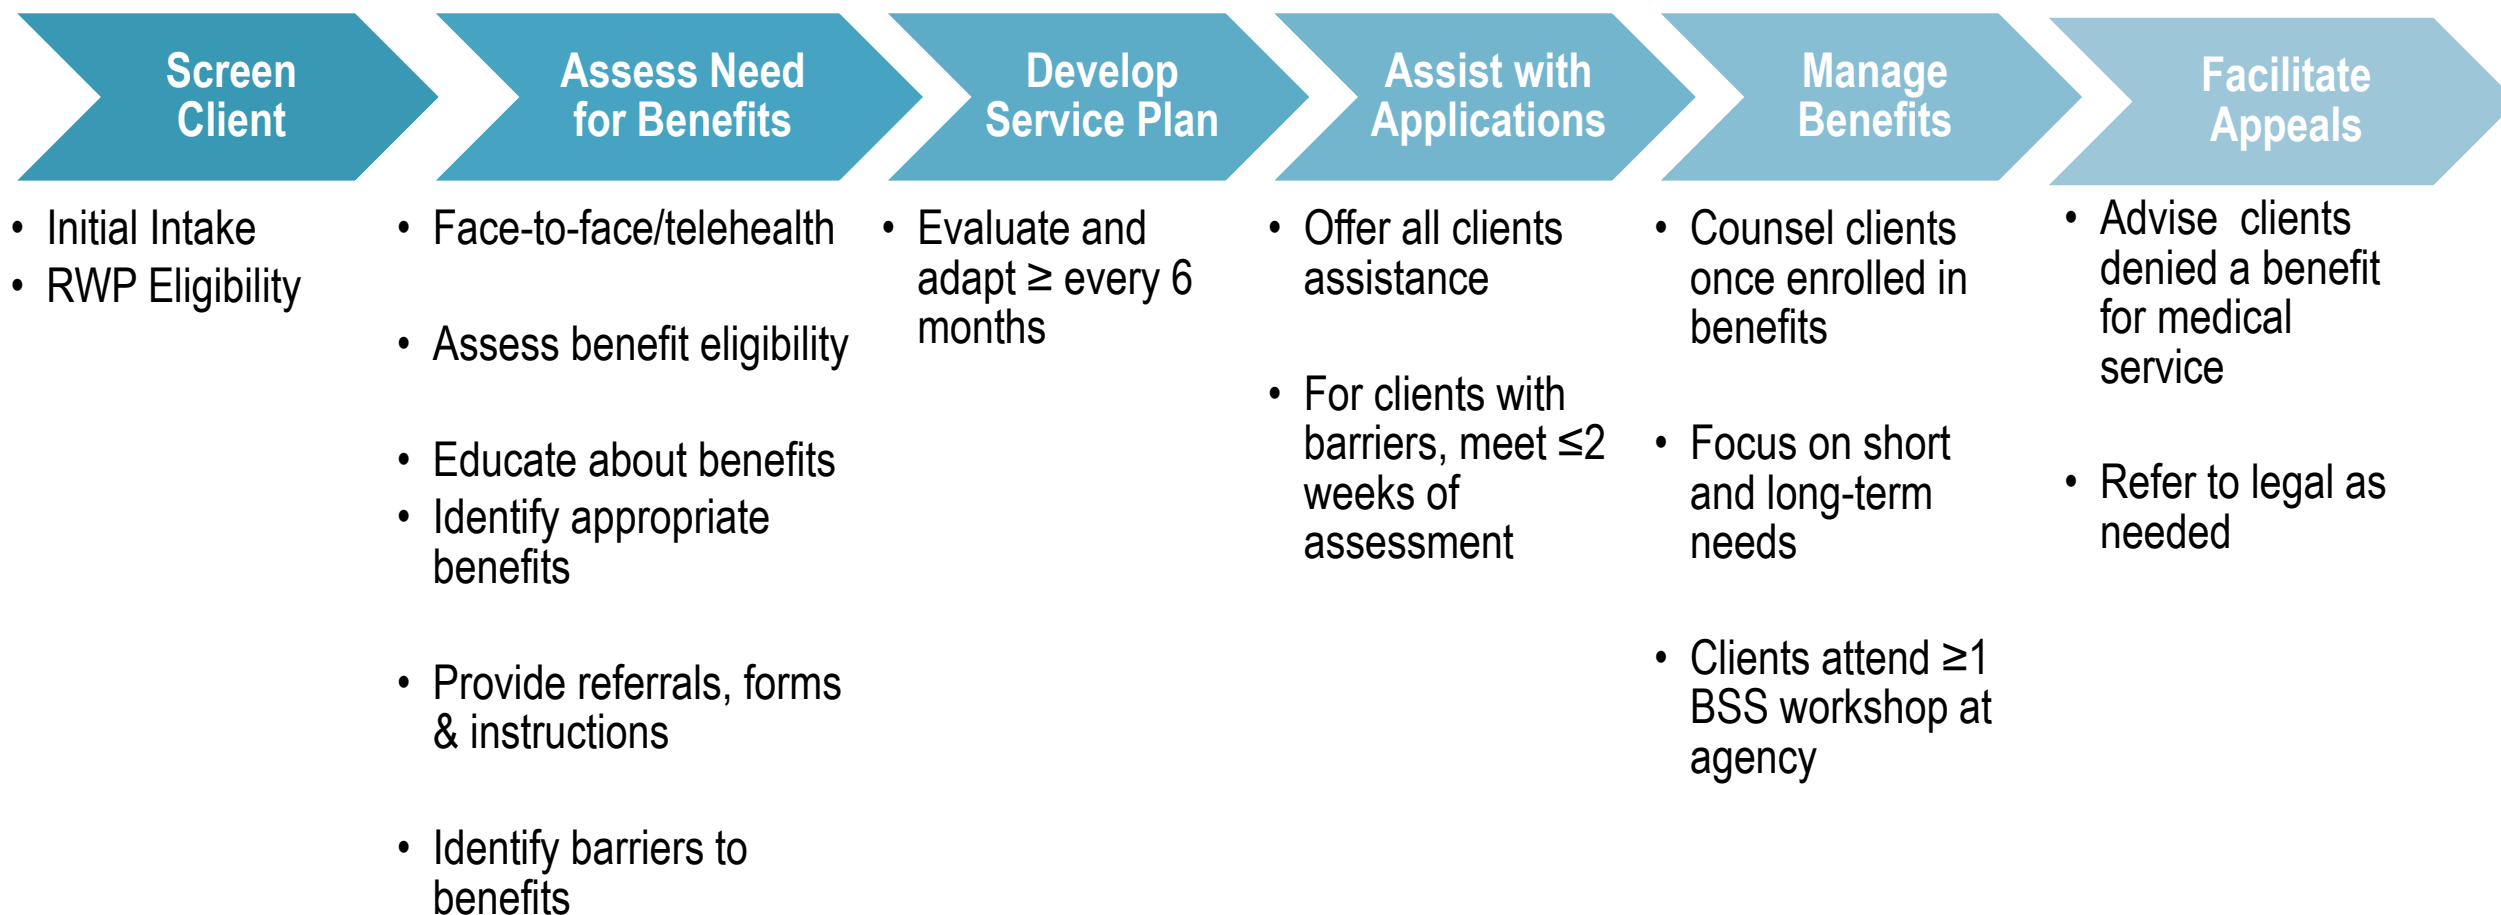 Screen
Client
Assess Need
for Benefits
Develop
Service Plan
Assist with
Applications
Manage
Benefits
Facilitate
Appeals
• Initial Intake
• RWP Eligibility
• Face-to-face/telehealth
• Assess benefit eligibility
• Educate about benefits
• Identify appropriate
benefits
• Provide referrals, forms
& instructions
• Identify barriers to
benefits
• Evaluate and
adapt ≥ every 6
months
• Offer all clients
assistance
• For clients with
barriers, meet ≤2
weeks of
assessment
• Counsel clients
once enrolled in
benefits
• Focus on short
and long-term
needs
• Clients attend ≥1
BSS workshop at
agency
• Advise clients
denied a benefit
for medical
service
• Refer to legal as
needed